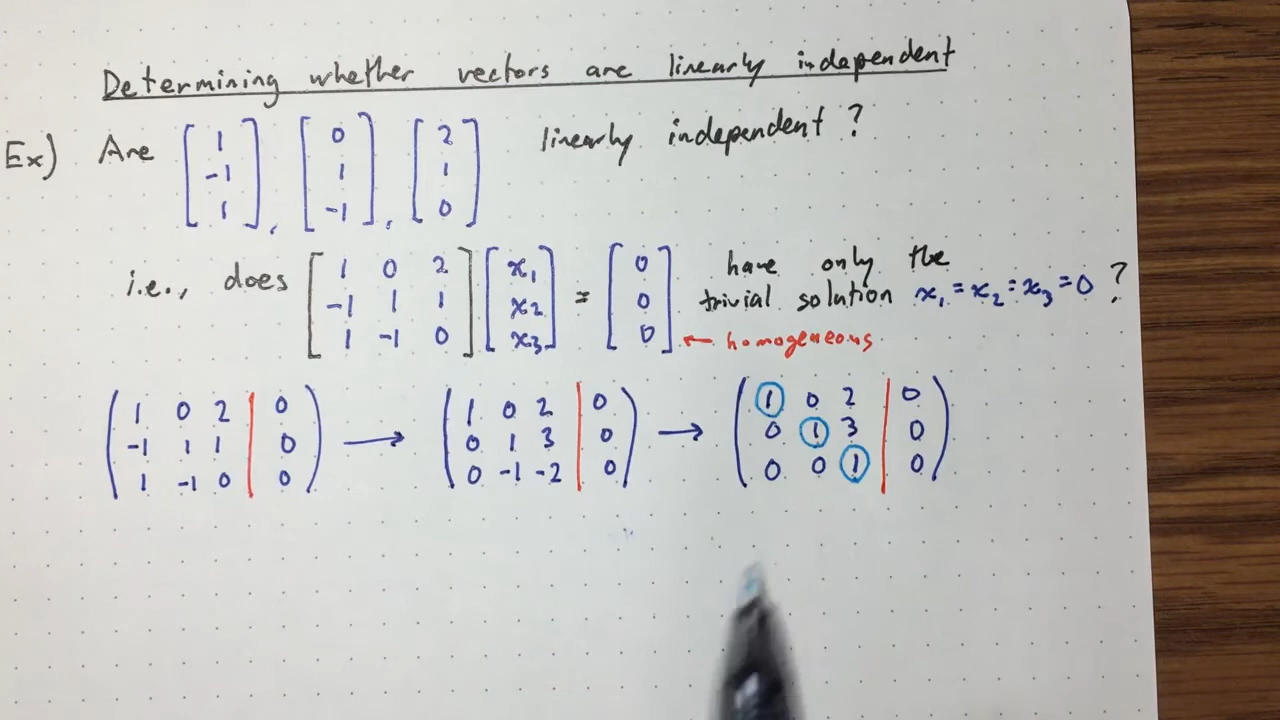 Determining whether vectors are linearly independent
Ex) Are [1 -1 1], [0 1 -1], [2 1 0] linearly independent?
i.e., does [1 0 2 -1 1 1 1 -1 0] [x₁ x₂ x₃] = [0 0 0] have only the trivial solution x₁ = x₂ = x₃ = 0 ?
← homogeneous
(1 0 2 | 0 → (1 0 2 | 0 → (1 0 2 | 0
-1 1 1 | 0 0 1 3 | 0 0 1 3 | 0
1 -1 0 | 0) 0 -1 -2 | 0) 0 0 1 | 0)